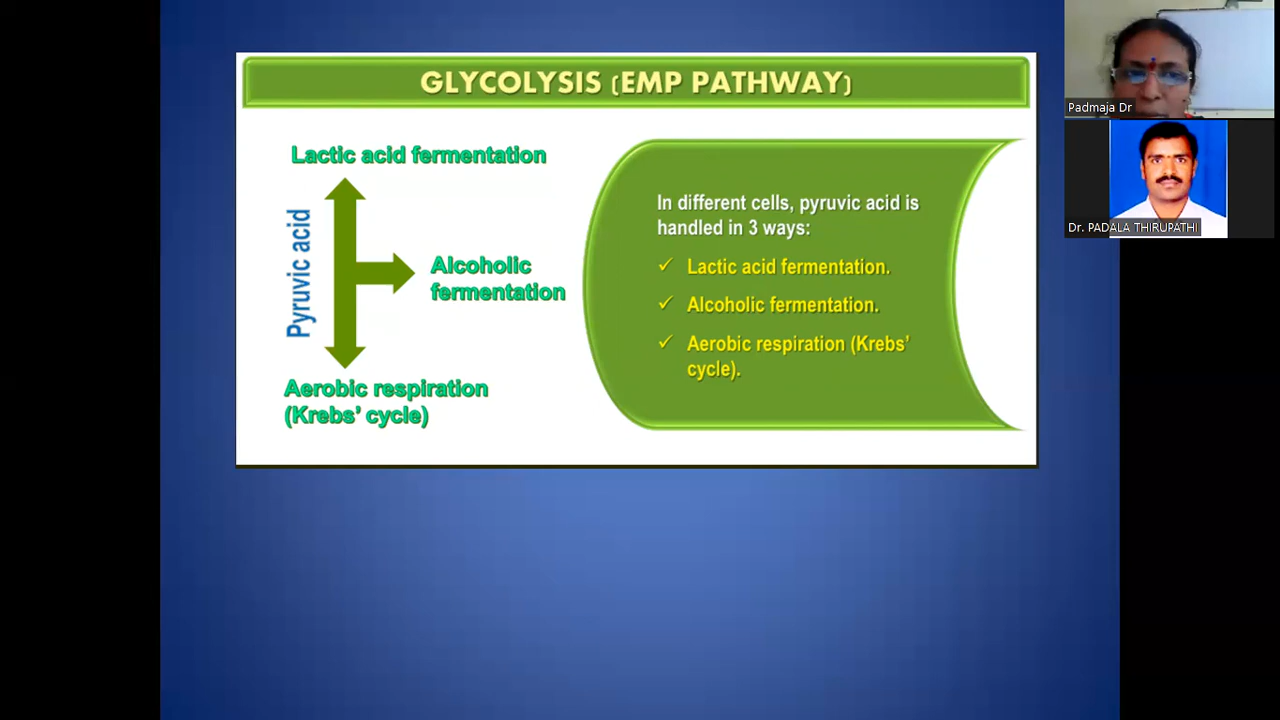 GLYCOLYSIS (EMP PATHWAY)
Lactic acid fermentation
Pyruvic acid
Alcoholic
fermentation
Aerobic respiration
(Krebs' cycle)
In different cells, pyruvic acid is
handled in 3 ways:
✓ Lactic acid fermentation.
✓ Alcoholic fermentation.
✓ Aerobic respiration (Krebs'
cycle).
Padmaja Dr
Dr. PADALA THIRUPATHI